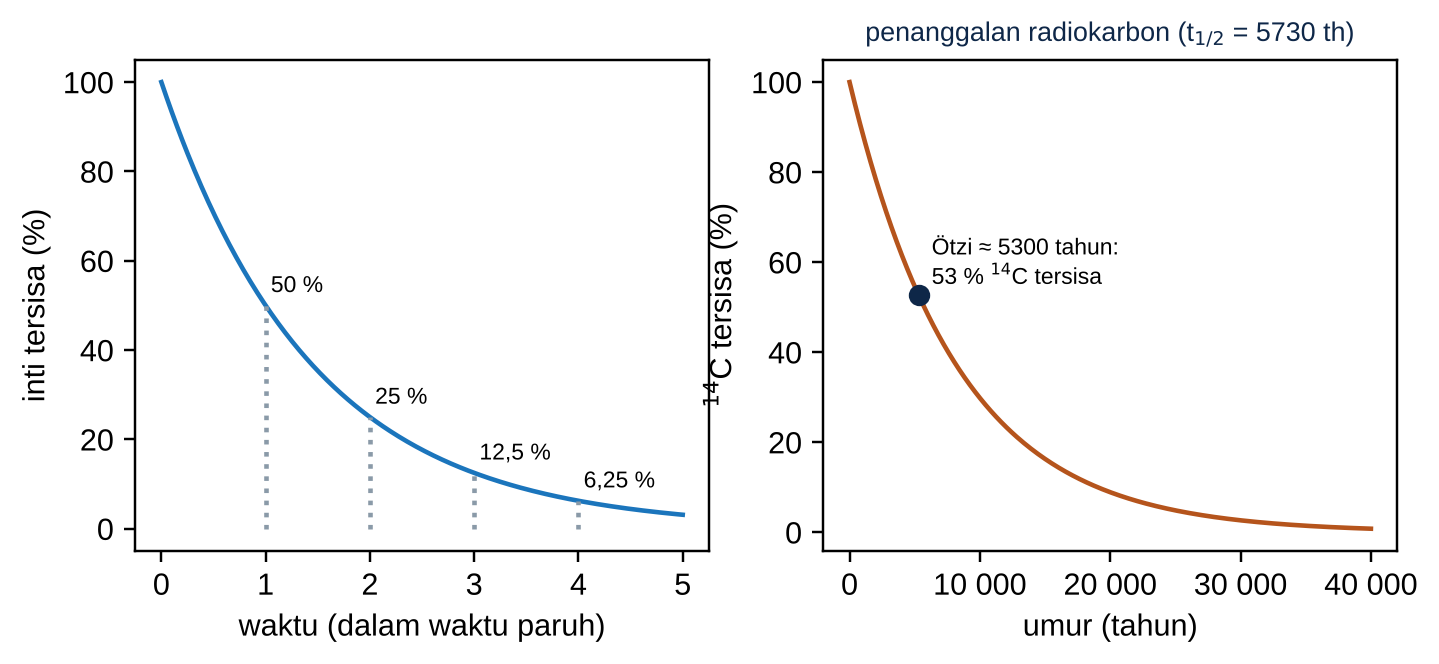 inti tersisa (%)
100
80
60
40
20
0
50 %
25 %
12,5 %
6,25 %
0 1 2 3 4 5
waktu (dalam waktu paruh)
penanggalan radiokarbon (t₁/₂ = 5730 th)
¹⁴C tersisa (%)
100
80
60
40
20
0
Ötzi ≈ 5300 tahun:
53 % ¹⁴C tersisa
0 10 000 20 000 30 000 40 000
umur (tahun)